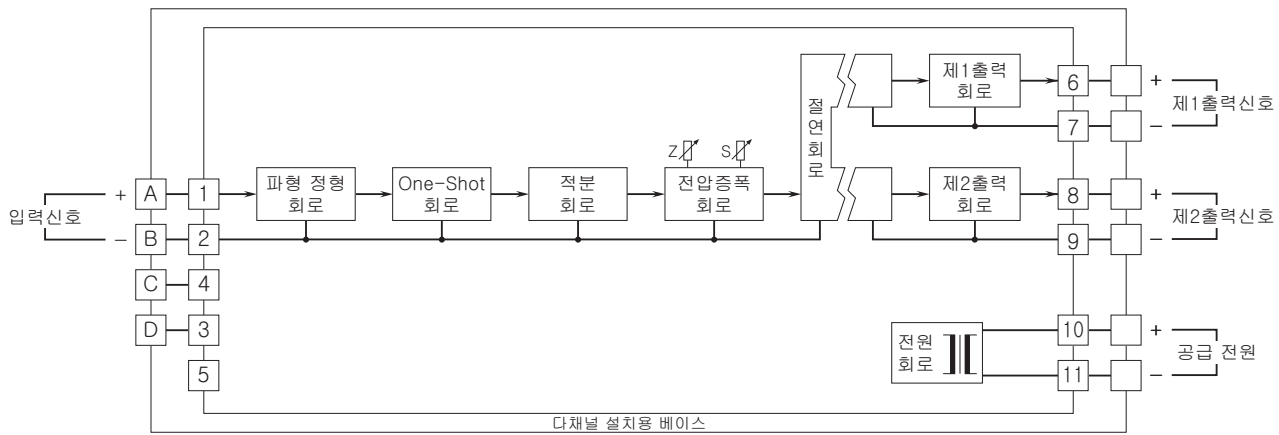 절
연
회
로
제1출력
회로
6
+
7
−
제1출력신호
Z
S
입력신호
+
A
1
파형 정형
회로
One-Shot
회로
적분
회로
전압증폭
회로
제2출력
회로
8
+
−
B
2
9
−
제2출력신호
C
4
D
3
5
전원
회로
10
+
11
−
공급 전원
다채널 설치용 베이스